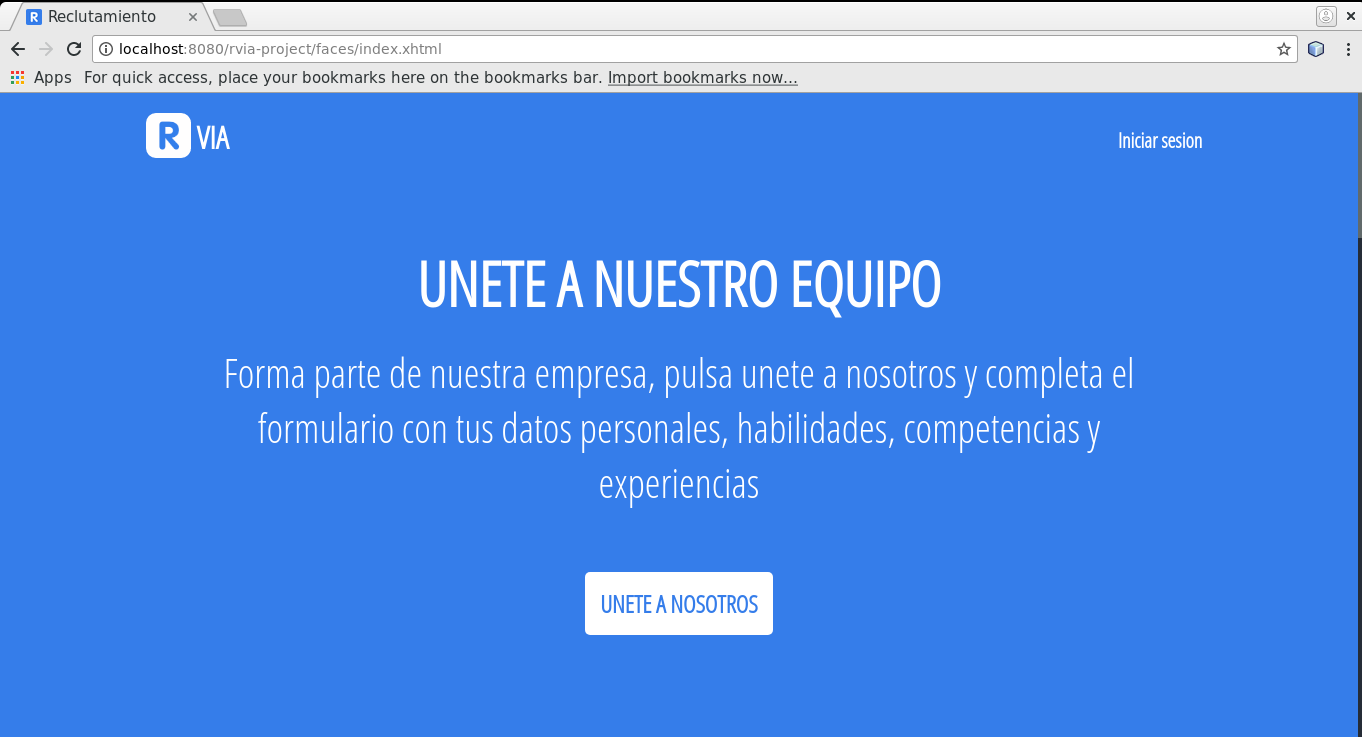 Reclutamiento
localhost:8080/rvia-project/faces/index.xhtml
Apps For quick access, place your bookmarks here on the bookmarks bar. Import bookmarks now...
R VIA
Iniciar sesion
UNETE A NUESTRO EQUIPO
Forma parte de nuestra empresa, pulsa unete a nosotros y completa el
formulario con tus datos personales, habilidades, competencias y
experiencias
UNETE A NOSOTROS